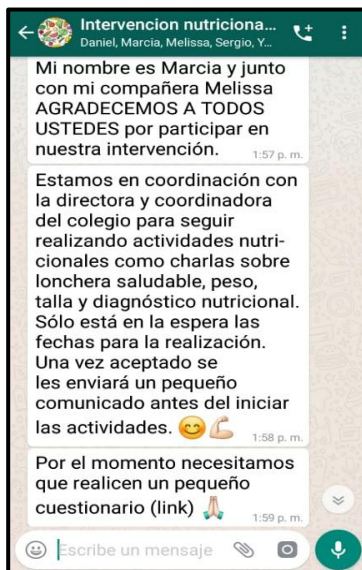 Intervencion nutriciona...
Daniel, Marcia, Melissa, Sergio, Y...
Mi nombre es Marcia y junto
con mi compañera Melissa
AGRADECEMOS A TODOS
USTEDES por participar en
nuestra intervención.
1:57 p. m.
Estamos en coordinación con
la directora y coordinadora
del colegio para seguir
realizando actividades nutri-
cionales como charlas sobre
lonchera saludable, peso,
talla y diagnóstico nutricional.
Sólo está en la espera las
fechas para la realización.
Una vez aceptado se
les enviará un pequeño
comunicado antes del iniciar
las actividades. 😊💪
1:58 p. m.
Por el momento necesitamos
que realicen un pequeño
cuestionario (link) 🙏
1:59 p. m.
Escribe un mensaje